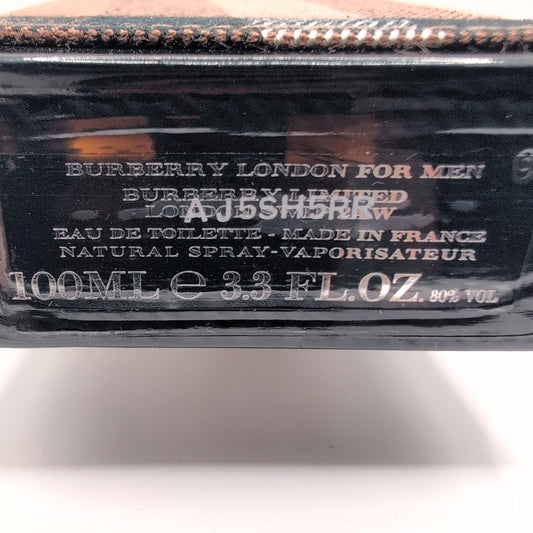 BURBERRY LONDON FOR MEN
BURBERRY LIMITED
AJ5SH5RR
EAU DE TOILETTE - MADE IN FRANCE
NATURAL SPRAY-VAPORISATEUR
100ML e 3.3 FL.OZ. 80% VOL